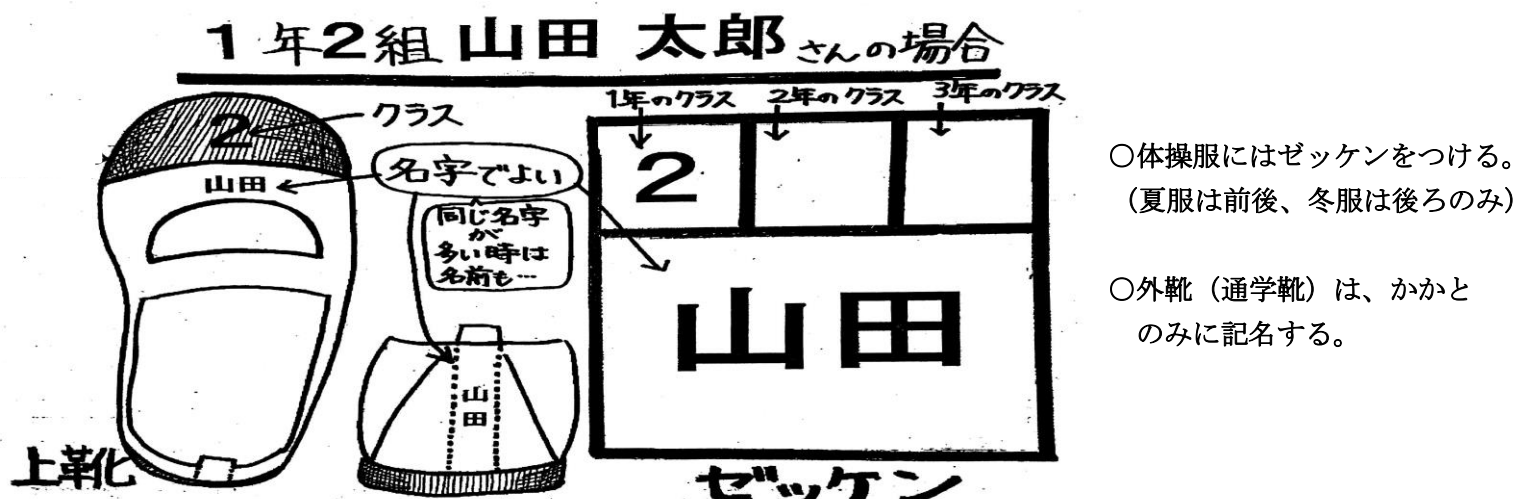 1年2組 山田 太郎さんの場合
クラス
2
山田
名字でよい
同じ名字
が
多い時は
名前も…
山
田
上靴
1年のクラス 2年のクラス 3年のクラス
2
山田
ゼッケン
○体操服にはゼッケンをつける。
（夏服は前後、冬服は後ろのみ）
○外靴（通学靴）は、かかと
のみに記名する。